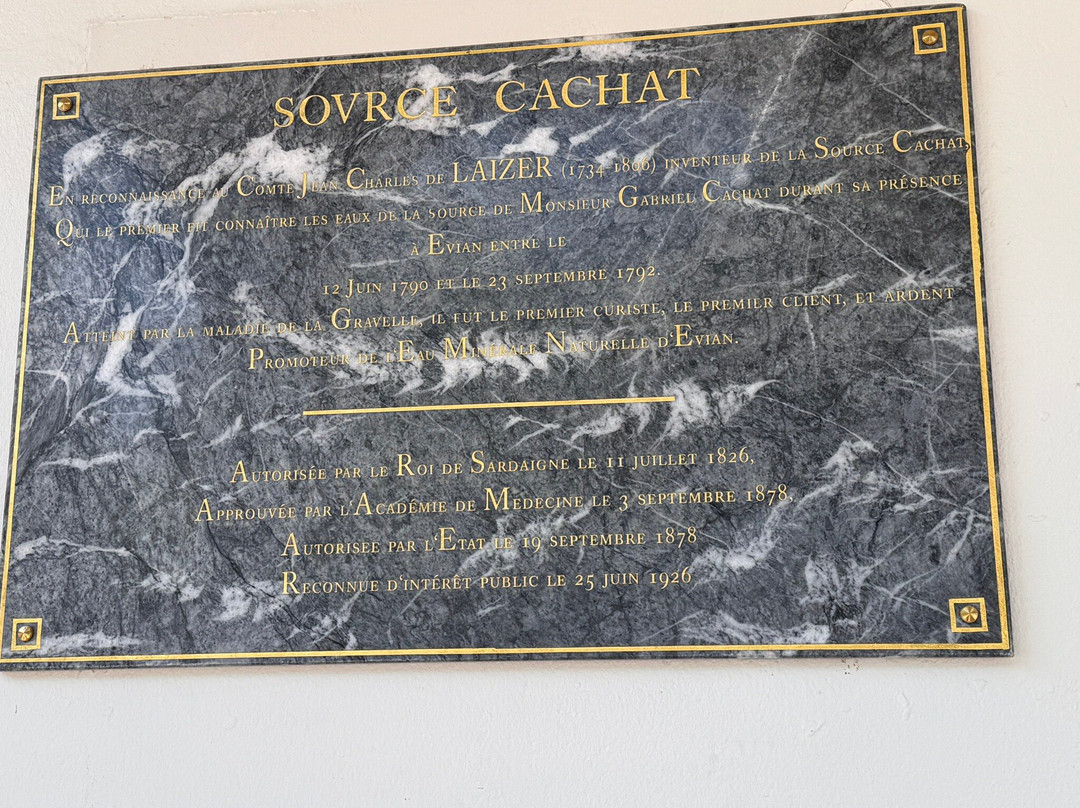 SOVRCE CACHAT
En reconnaissance au Comte Jean Charles de LAIZER (1734-1806) inventeur de la Source Cachat,
Qui le premier fit connaître les eaux de la source de Monsieur Gabriel Cachat durant sa présence
à Evian entre le
12 Juin 1790 et le 23 septembre 1792.
Atteint par la maladie de la Gravelle, il fut le premier curiste, le premier client, et ardent
Promoteur de l'Eau Minérale Naturelle d'Evian.
Autorisée par le Roi de Sardaigne le 11 juillet 1826,
Approuvée par l'Académie de Medecine le 3 septembre 1878,
Autorisee par l'Etat le 19 septembre 1878
Reconnue d'intérêt public le 25 juin 1926